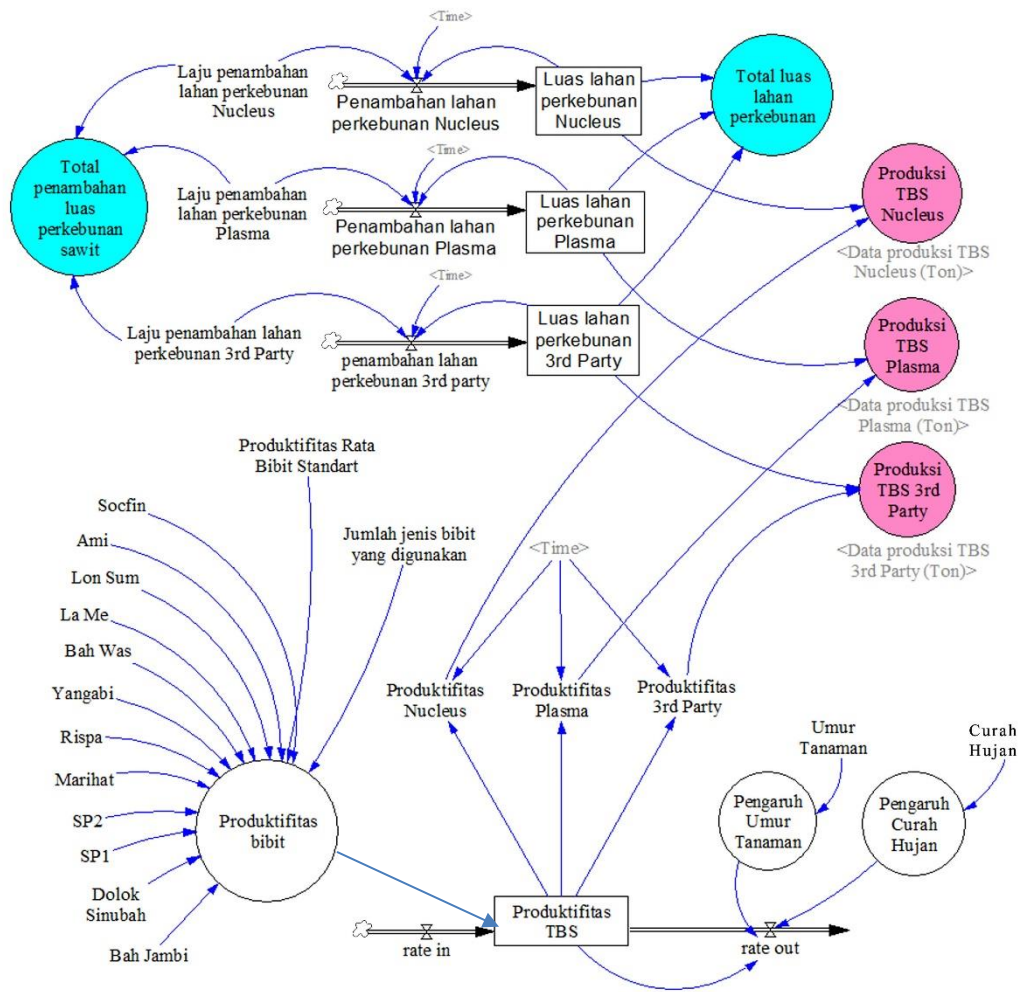 <Time>
Laju penambahan
lahan perkebunan
Nucleus
Penambahan lahan
perkebunan Nucleus
Luas lahan
perkebunan
Nucleus
Total luas
lahan
perkebunan
Total
penambahan
luas
perkebunan
sawit
<Time>
Laju penambahan
lahan perkebunan
Plasma
Penambahan lahan
perkebunan Plasma
Luas lahan
perkebunan
Plasma
Produksi
TBS
Nucleus
<Data produksi TBS
Nucleus (Ton)>
<Time>
Laju penambahan lahan
perkebunan 3rd Party
penambahan lahan
perkebunan 3rd party
Luas lahan
perkebunan
3rd Party
Produksi
TBS
Plasma
<Data produksi TBS
Plasma (Ton)>
Produksi
TBS 3rd
Party
<Data produksi TBS
3rd Party (Ton)>
Produktifitas Rata
Bibit Standart
Jumlah jenis bibit
yang digunakan
<Time>
Socfin
Ami
Lon Sum
La Me
Bah Was
Yangabi
Rispa
Marihat
SP2
SP1
Dolok
Sinubah
Bah Jambi
Produktifitas
bibit
Produktifitas
Nucleus
Produktifitas
Plasma
Produktifitas
3rd Party
Umur
Tanaman
Curah
Hujan
Pengaruh
Umur
Tanaman
Pengaruh
Curah
Hujan
rate in
Produktifitas
TBS
rate out